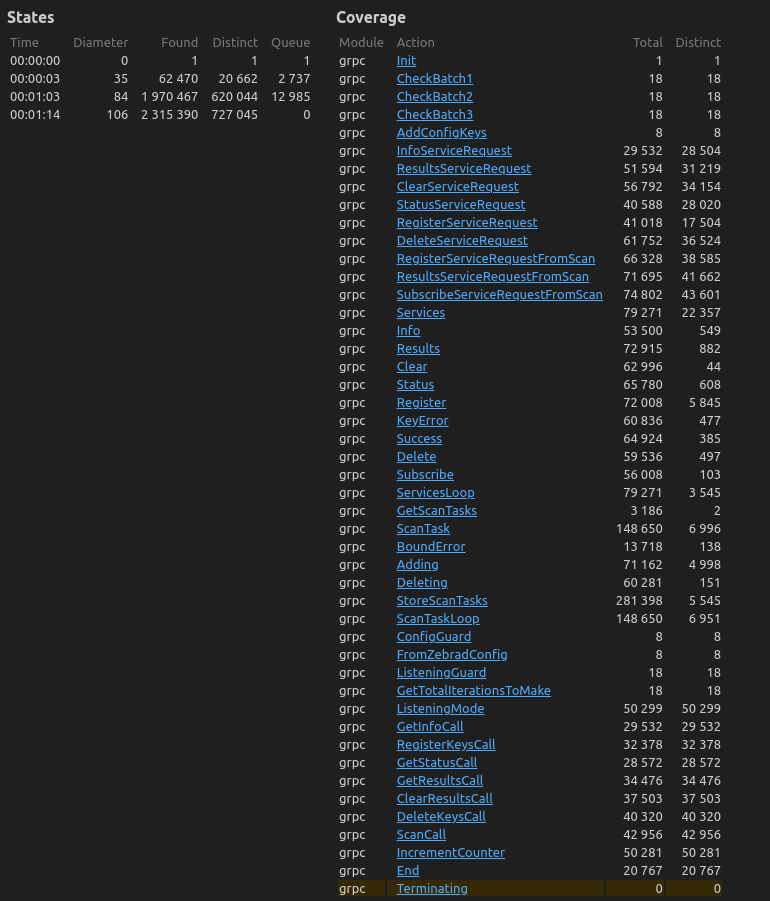 States
Time Diameter Found Distinct Queue
00:00:00 0 1 1 1
00:00:03 35 62 470 20 662 2 737
00:01:03 84 1 970 467 620 044 12 985
00:01:14 106 2 315 390 727 045 0
Coverage
Module Action Total Distinct
grpc Init 1 1
grpc CheckBatch1 18 18
grpc CheckBatch2 18 18
grpc CheckBatch3 18 18
grpc AddConfigKeys 8 8
grpc InfoServiceRequest 29 532 28 504
grpc ResultsServiceRequest 51 594 31 219
grpc ClearServiceRequest 56 792 34 154
grpc StatusServiceRequest 40 588 28 020
grpc RegisterServiceRequest 41 018 17 504
grpc DeleteServiceRequest 61 752 36 524
grpc RegisterServiceRequestFromScan 66 328 38 585
grpc ResultsServiceRequestFromScan 71 695 41 662
grpc SubscribeServiceRequestFromScan 74 802 43 601
grpc Services 79 271 22 357
grpc Info 53 500 549
grpc Results 72 915 882
grpc Clear 62 996 44
grpc Status 65 780 608
grpc Register 72 008 5 845
grpc KeyError 60 836 477
grpc Success 64 924 385
grpc Delete 59 536 497
grpc Subscribe 56 008 103
grpc ServicesLoop 79 271 3 545
grpc GetScanTasks 3 186 2
grpc ScanTask 148 650 6 996
grpc BoundError 13 718 138
grpc Adding 71 162 4 998
grpc Deleting 60 281 151
grpc StoreScanTasks 281 398 5 545
grpc ScanTaskLoop 148 650 6 951
grpc ConfigGuard 8 8
grpc FromZebradConfig 8 8
grpc ListeningGuard 18 18
grpc GetTotalIterationsToMake 18 18
grpc ListeningMode 50 299 50 299
grpc GetInfoCall 29 532 29 532
grpc RegisterKeysCall 32 378 32 378
grpc GetStatusCall 28 572 28 572
grpc GetResultsCall 34 476 34 476
grpc ClearResultsCall 37 503 37 503
grpc DeleteKeysCall 40 320 40 320
grpc ScanCall 42 956 42 956
grpc IncrementCounter 50 281 50 281
grpc End 20 767 20 767
grpc Terminating 0 0